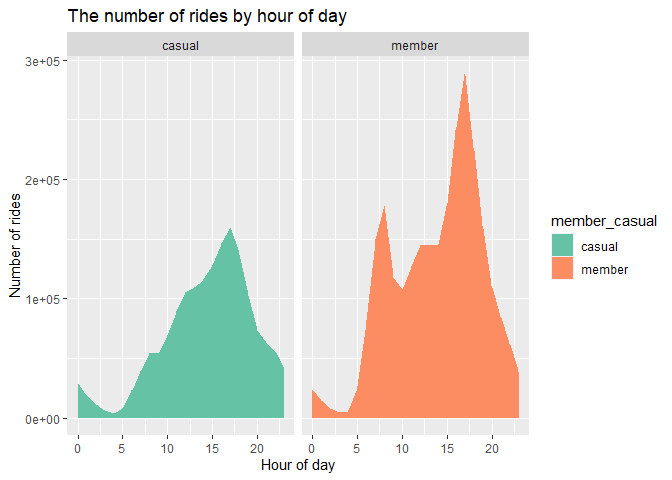 The number of rides by hour of day
casual
member
3e+05
2e+05
1e+05
0e+00
Number of rides
0 5 10 15 20
0 5 10 15 20
Hour of day
member_casual
casual
member